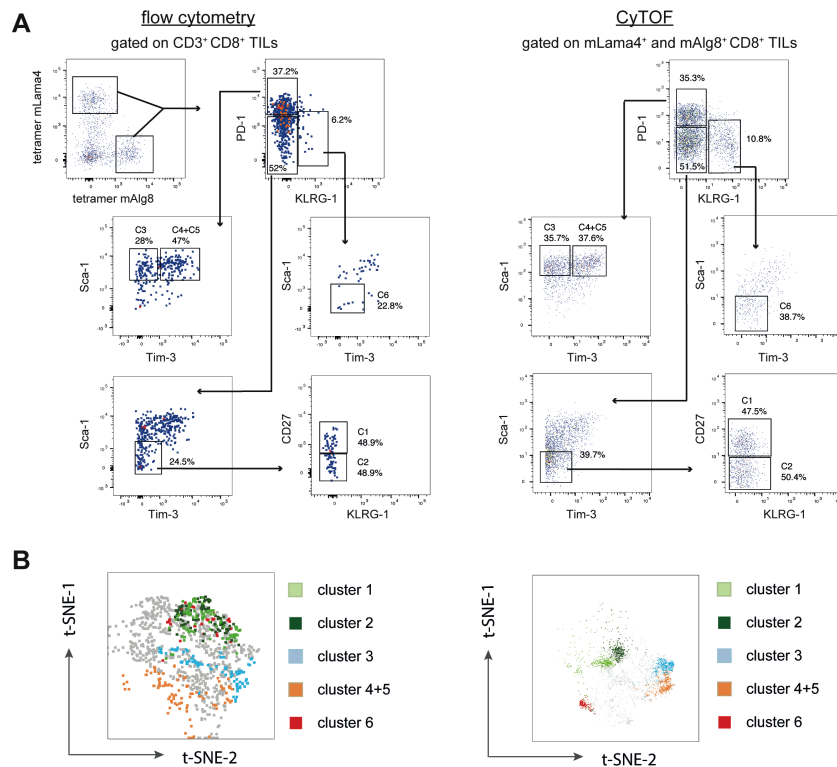 flow cytometry
CyTOF
A
gated on CD3⁺ CD8⁺ TILs
gated on mLama4⁺ and mAlg8⁺ CD8⁺ TILs
tetramer mLama4
tetramer mAlg8
37.2%
6.2%
52%
PD-1
KLRG-1
35.3%
10.8%
51.5%
PD-1
KLRG-1
C3
28%
C4+C5
47%
Sca-1
Tim-3
C6
22.8%
Sca-1
Tim-3
C3
35.7%
C4+C5
37.6%
Sca-1
Tim-3
C6
38.7%
Sca-1
Tim-3
24.5%
Sca-1
Tim-3
C1
48.9%
C2
48.9%
CD27
KLRG-1
39.7%
Sca-1
Tim-3
C1
47.5%
C2
50.4%
CD27
KLRG-1
B
t-SNE-1
t-SNE-2
cluster 1
cluster 2
cluster 3
cluster 4+5
cluster 6
t-SNE-1
t-SNE-2
cluster 1
cluster 2
cluster 3
cluster 4+5
cluster 6